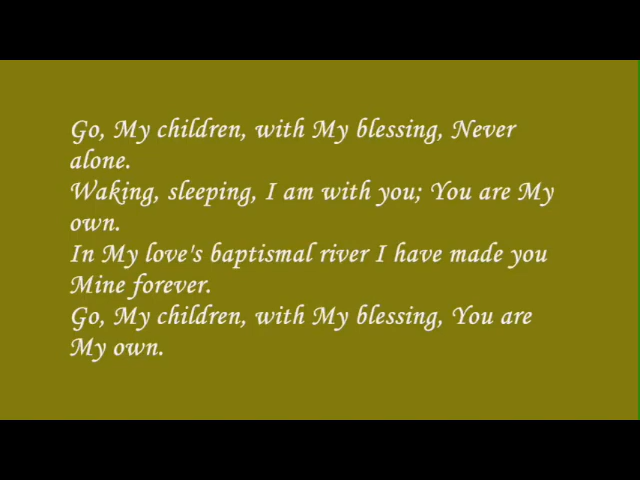 Go, My children, with My blessing, Never
alone.
Waking, sleeping, I am with you; You are My
own.
In My love's baptismal river I have made you
Mine forever.
Go, My children, with My blessing, You are
My own.